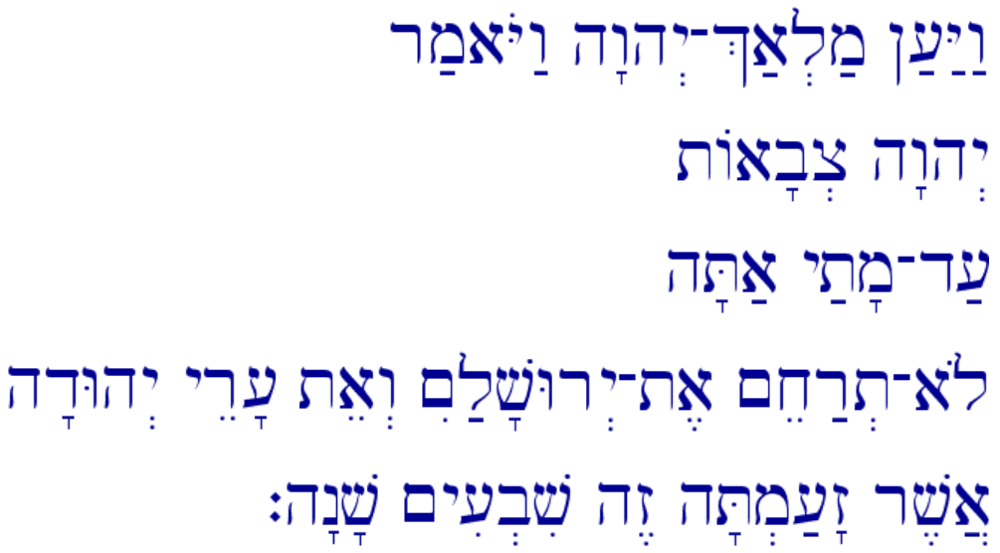 וַיַּעַן מַלְאַךְ־יְהוָה וַיֹּאמַר
יְהוָה צְבָאוֹת
עַד־מָתַי אַתָּה
לֹא־תְרַחֵם אֶת־יְרוּשָׁלִַם וְאֵת עָרֵי יְהוּדָה
אֲשֶׁר זָעַמְתָּה זֶה שִׁבְעִים שָׁנָה׃